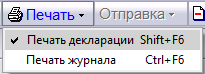 Печать Отправка
Печать декларации Shift+F6
Печать журнала Ctrl+F6